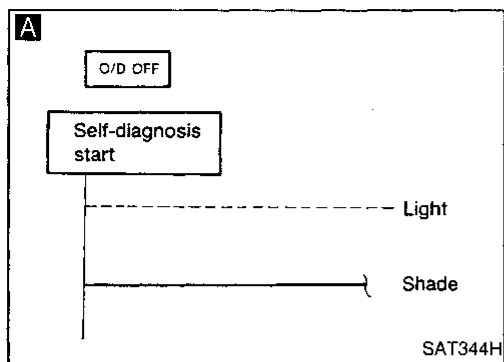 A
O/D OFF
Self-diagnosis
start
Light
Shade
SAT344H